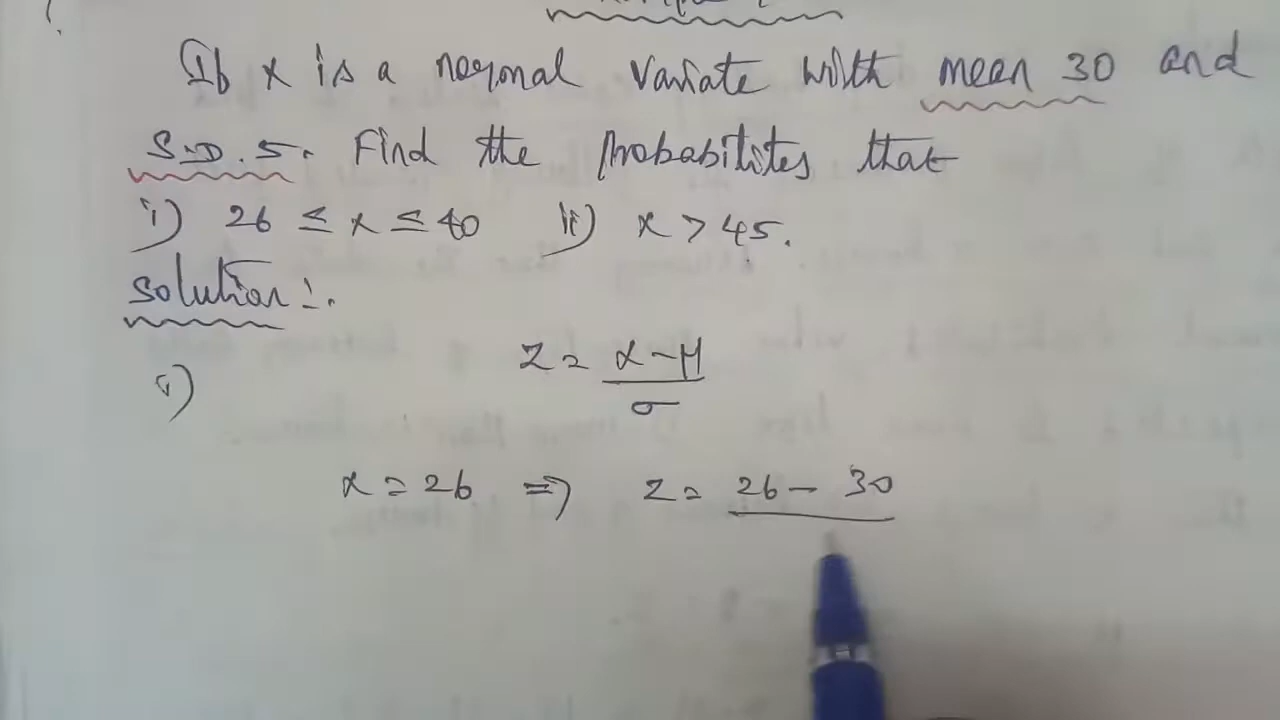 If x is a normal variate with mean 30 and
S.D. 5. Find the Probabilites that
i) 26 ≤ x ≤ 40 ii) x > 45.
Solution :.
i) z = x - μ / σ
x = 26 ⇒ z = 26 - 30